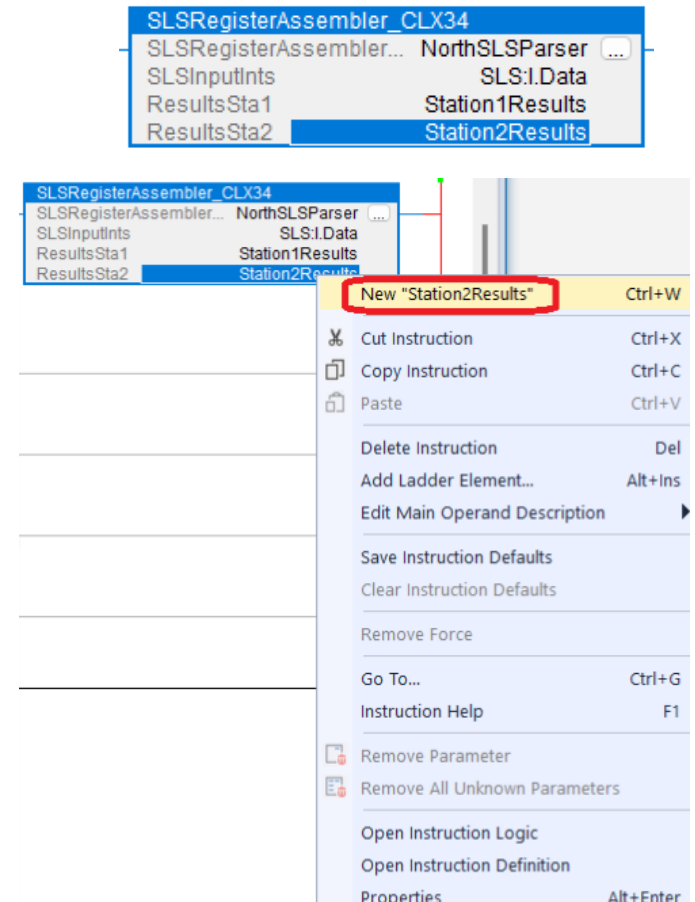 SLSRegisterAssembler_CLX34
SLSRegisterAssembler... NorthSLSParser ...
SLSInputInts SLS:I.Data
ResultsSta1 Station1Results
ResultsSta2 Station2Results
SLSRegisterAssembler_CLX34
SLSRegisterAssembler... NorthSLSParser ...
SLSInputInts SLS:I.Data
ResultsSta1 Station1Results
ResultsSta2 Station2Results
New "Station2Results" Ctrl+W
Cut Instruction Ctrl+X
Copy Instruction Ctrl+C
Paste Ctrl+V
Delete Instruction Del
Add Ladder Element... Alt+Ins
Edit Main Operand Description
Save Instruction Defaults
Clear Instruction Defaults
Remove Force
Go To... Ctrl+G
Instruction Help F1
Remove Parameter
Remove All Unknown Parameters
Open Instruction Logic
Open Instruction Definition
Properties Alt+Enter